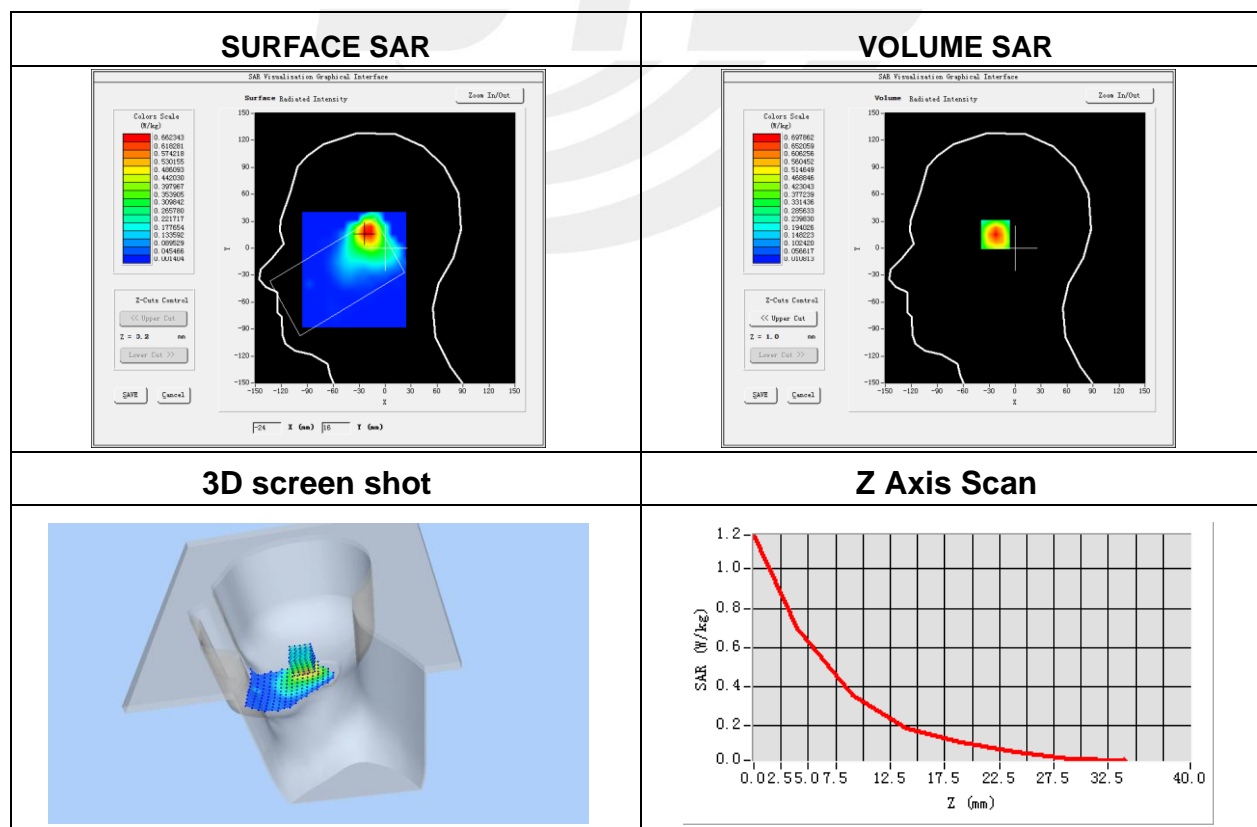 SURFACE SAR
SAR Visualisation Graphical Interface
Surface Radiated Intensity
Zoom In/Out
Colors Scale
(W/kg)
0.662343
0.618281
0.574218
0.530155
0.486093
0.442030
0.397967
0.353905
0.309842
0.265780
0.221717
0.177654
0.133592
0.089529
0.045466
0.001404
Z-Cuts Control
<< Upper Cut
Z = 3.2 mm
Lower Cut >>
SAVE Cancel
150
120
90
60
30
0
-30
-60
-90
-120
-150
Y
-150 -120 -90 -60 -30 0 30 60 90 120 150
X
-24 X (mm) 16 Y (mm)
VOLUME SAR
SAR Visualisation Graphical Interface
Volume Radiated Intensity
Zoom In/Out
Colors Scale
(W/kg)
0.697862
0.652059
0.606256
0.560452
0.514649
0.468846
0.423043
0.377239
0.331436
0.285633
0.239830
0.194026
0.148223
0.102420
0.056617
0.010813
Z-Cuts Control
<< Upper Cut
Z = 1.0 mm
Lower Cut >>
SAVE Cancel
150
120
90
60
30
0
-30
-60
-90
-120
-150
Y
-150 -120 -90 -60 -30 0 30 60 90 120 150
X
3D screen shot
Z Axis Scan
1.2
1.0
0.8
0.6
0.4
0.2
0.0
SAR (W/kg)
0.0 2.5 5.0 7.5 12.5 17.5 22.5 27.5 32.5 40.0
Z (mm)